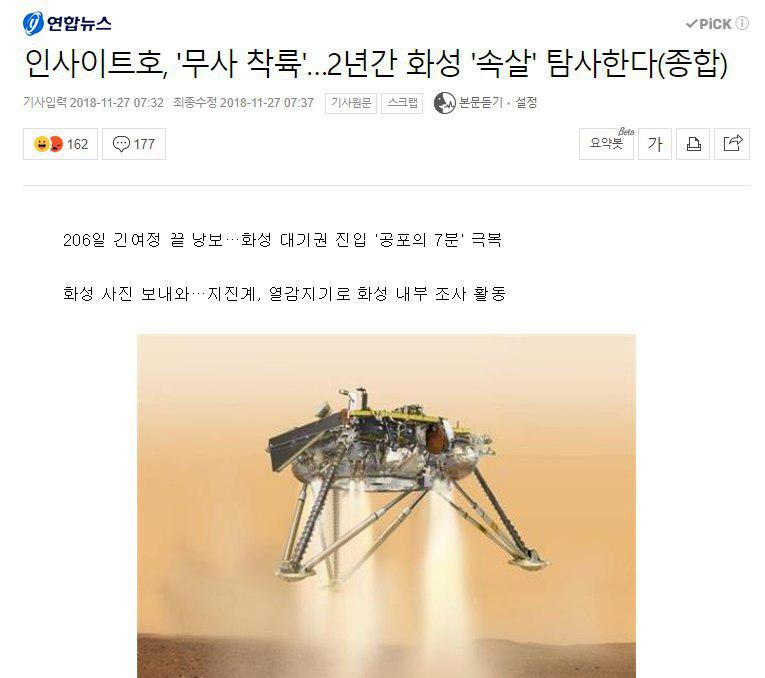 연합뉴스
✓PiCK ⓘ
인사이트호, '무사 착륙'…2년간 화성 '속살' 탐사한다(종합)
기사입력 2018-11-27 07:32 최종수정 2018-11-27 07:37 기사원문 스크랩 본문듣기 · 설정
162 177 요약봇 Beta 가
206일 긴여정 끝 낭보…화성 대기권 진입 '공포의 7분' 극복
화성 사진 보내와…지진계, 열감지기로 화성 내부 조사 활동